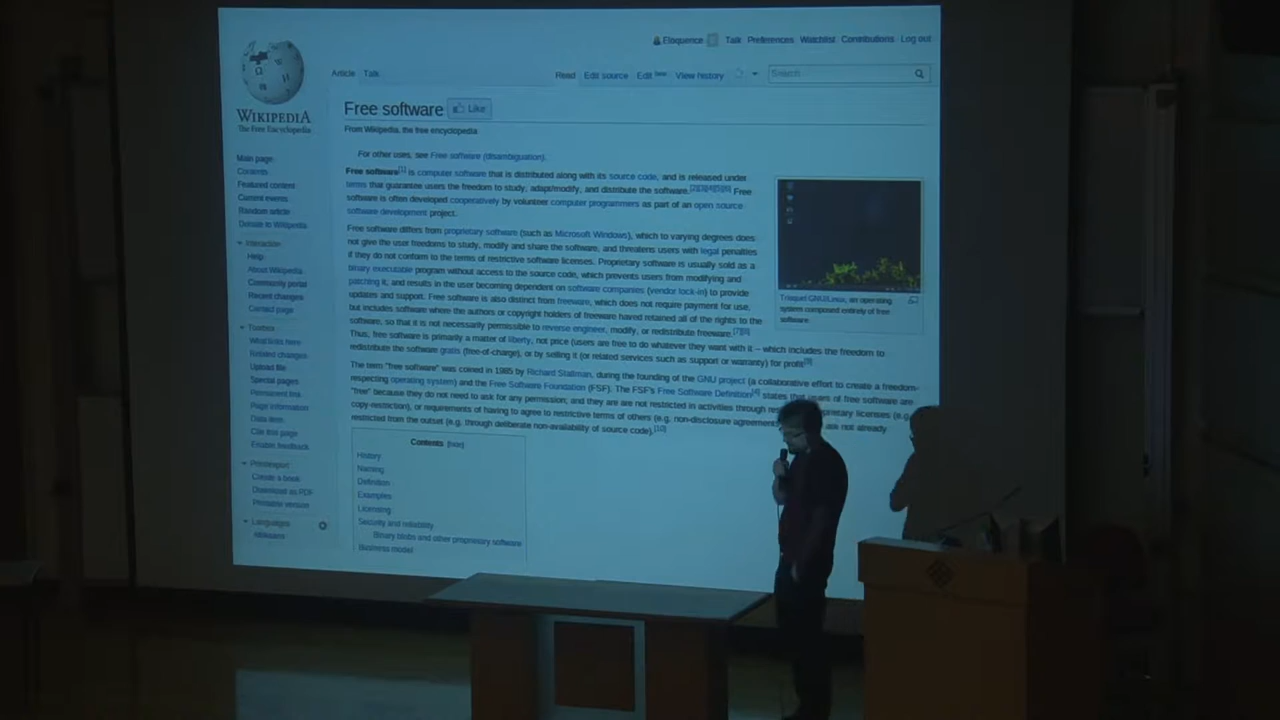 Eloquence Talk Preferences Watchlist Contributions Log out
Article Talk
Read Edit source Edit View history Search
WIKIPEDIA
The Free Encyclopedia
Free software Like
From Wikipedia, the free encyclopedia
For other uses, see Free software (disambiguation).
Free software[1] is computer software that is distributed along with its source code, and is released under
terms that guarantee users the freedom to study, adapt/modify, and distribute the software.[2][3][4][5][6] Free
software is often developed cooperatively by volunteer computer programmers as part of an open source
software development project.
Free software differs from proprietary software (such as Microsoft Windows), which to varying degrees does
not give the user freedoms to study, modify and share the software, and threatens users with legal penalties
if they do not conform to the terms of restrictive software licenses. Proprietary software is usually sold as a
binary executable program without access to the source code, which prevents users from modifying and
patching it, and results in the user becoming dependent on software companies (vendor lock-in) to provide
updates and support. Free software is also distinct from freeware, which does not require payment for use,
but includes software where the authors or copyright holders of freeware haved retained all of the rights to the
software, so that it is not necessarily permissible to reverse engineer, modify, or redistribute freeware.[7][8]
Thus, free software is primarily a matter of liberty, not price (users are free to do whatever they want with it – which includes the freedom to
redistribute the software gratis (free-of-charge), or by selling it (or related services such as support or warranty) for profit[9]
The term "free software" was coined in 1985 by Richard Stallman, during the founding of the GNU project (a collaborative effort to create a freedom-
respecting operating system) and the Free Software Foundation (FSF). The FSF's Free Software Definition[4] states that users of free software are
"free" because they do not need to ask for any permission; and they are are not restricted in activities through
copy-restriction), or requirements of having to agree to restrictive terms of others (e.g. non-disclosure agreements
restricted from the outset (e.g. through deliberate non-availability of source code).[10]
Trisquel GNU/Linux, an operating
system composed entirely of free
software.
Main page
Contents
Featured content
Current events
Random article
Donate to Wikipedia
Interaction
Help
About Wikipedia
Community portal
Recent changes
Contact page
Toolbox
What links here
Related changes
Upload file
Special pages
Permanent link
Page information
Data item
Cite this page
Enable feedback
Print/export
Create a book
Download as PDF
Printable version
Languages
Afrikaans
Contents [hide]
History
Naming
Definition
Examples
Licensing
Security and reliability
Binary blobs and other proprietary software
Business model